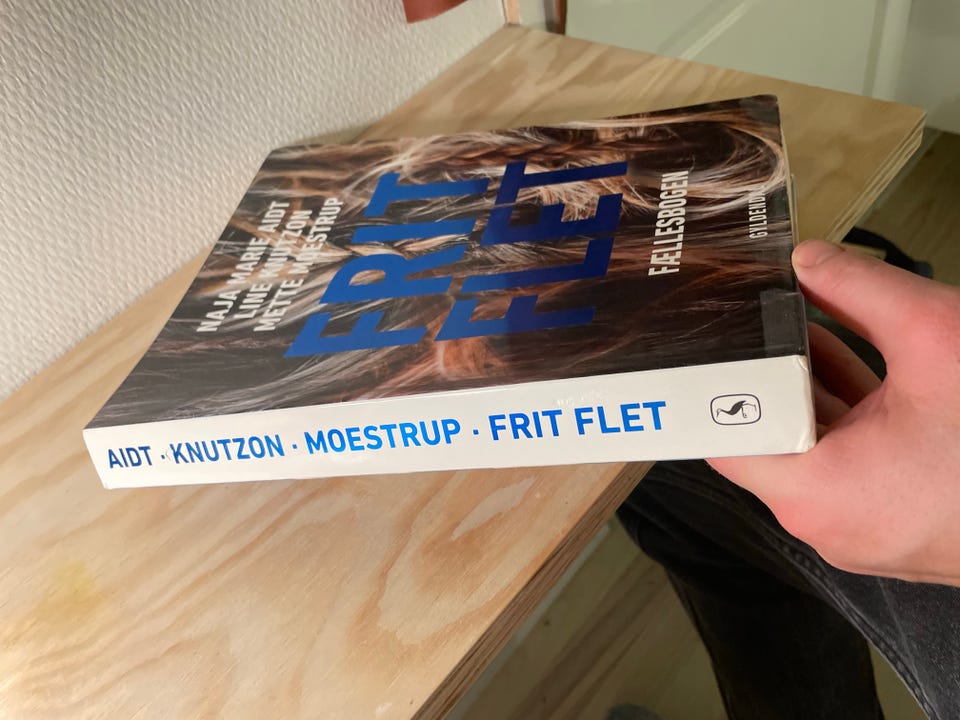 NAJA MARIE AIDT
LINE KNUTZON
METTE MOESTRUP
FRIT
FLET
FÆLLESBOGEN
GYLDENDAL
AIDT · KNUTZON · MOESTRUP · FRIT FLET